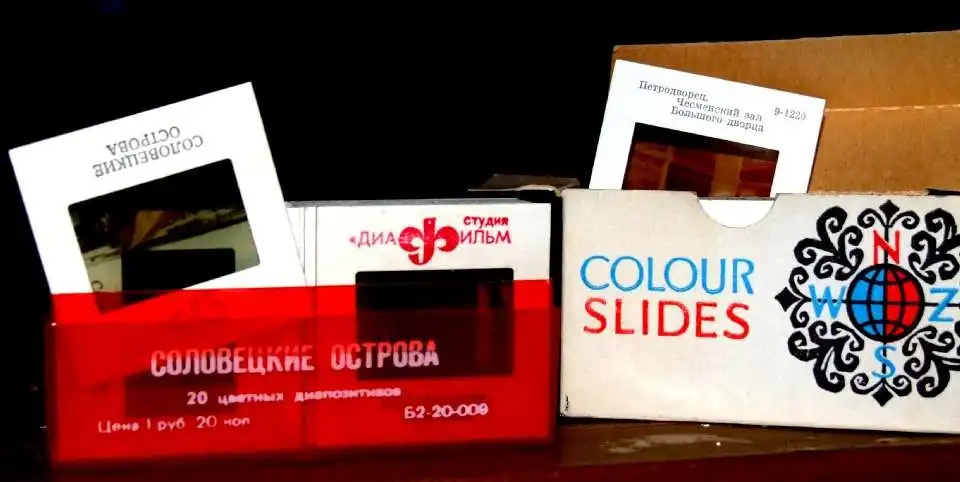 СОЛОВЕЦКИЕ
ОСТРОВА
СТУДИЯ
«ДИАФИЛЬМ
СОЛОВЕЦКИЕ ОСТРОВА
20 цветных диапозитивов
Б2-20-009
Цена 1 руб 20 коп
Петродворец.
Чесменский зал 9-1220
Большого дворца
COLOUR
SLIDES
N
W Z
S